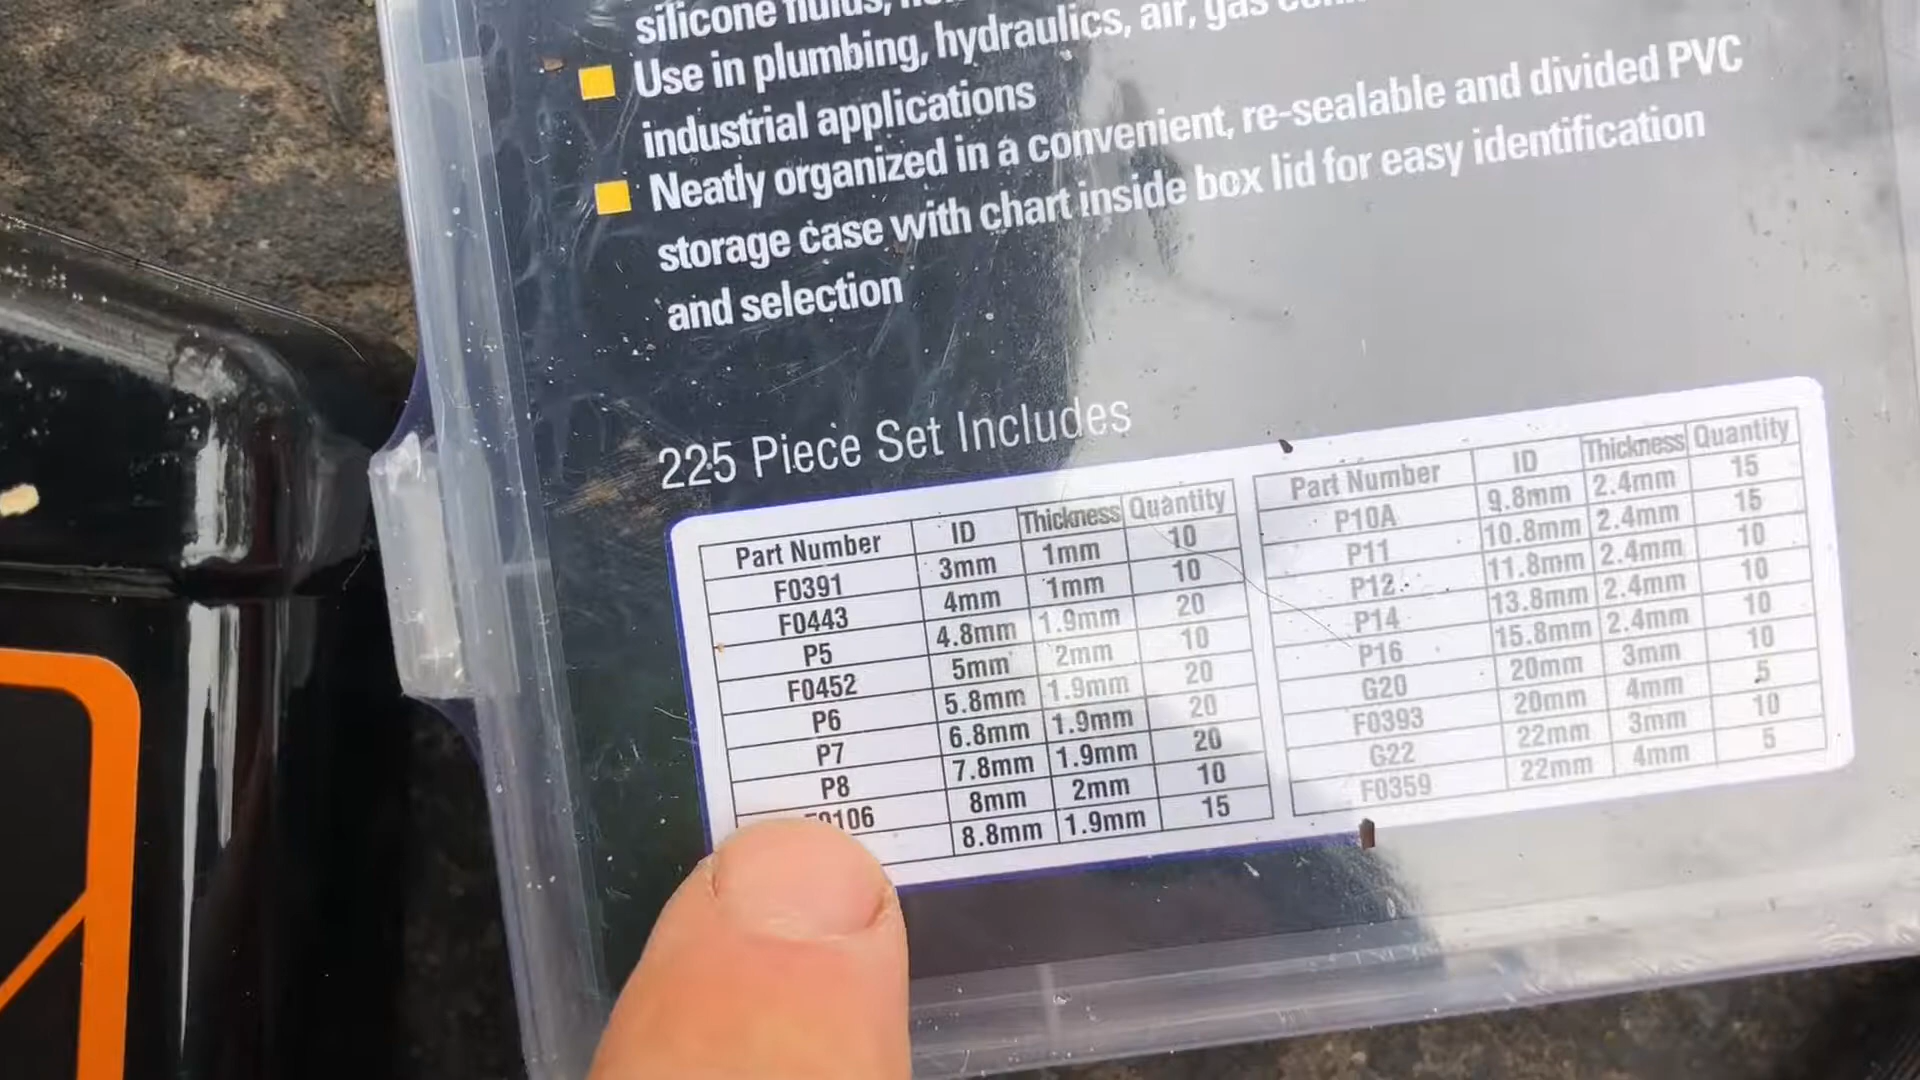 silicone fluids,
Use in plumbing, hydraulics, air, gas
industrial applications
Neatly organized in a convenient, re-sealable and divided PVC
storage case with chart inside box lid for easy identification
and selection
225 Piece Set Includes
Part Number ID Thickness Quantity
F0391 3mm 1mm 10
F0443 4mm 1mm 10
P5 4.8mm 1.9mm 20
F0452 5mm 2mm 10
P6 5.8mm 1.9mm 20
P7 6.8mm 1.9mm 20
P8 7.8mm 1.9mm 20
8mm 2mm 10
8.8mm 1.9mm 15
Part Number ID Thickness Quantity
P10A 9.8mm 2.4mm 15
P11 10.8mm 2.4mm 15
P12 11.8mm 2.4mm 10
P14 13.8mm 2.4mm 10
P16 15.8mm 2.4mm 10
G20 20mm 3mm 10
F0393 20mm 4mm 5
G22 22mm 3mm 10
F0359 22mm 4mm 5